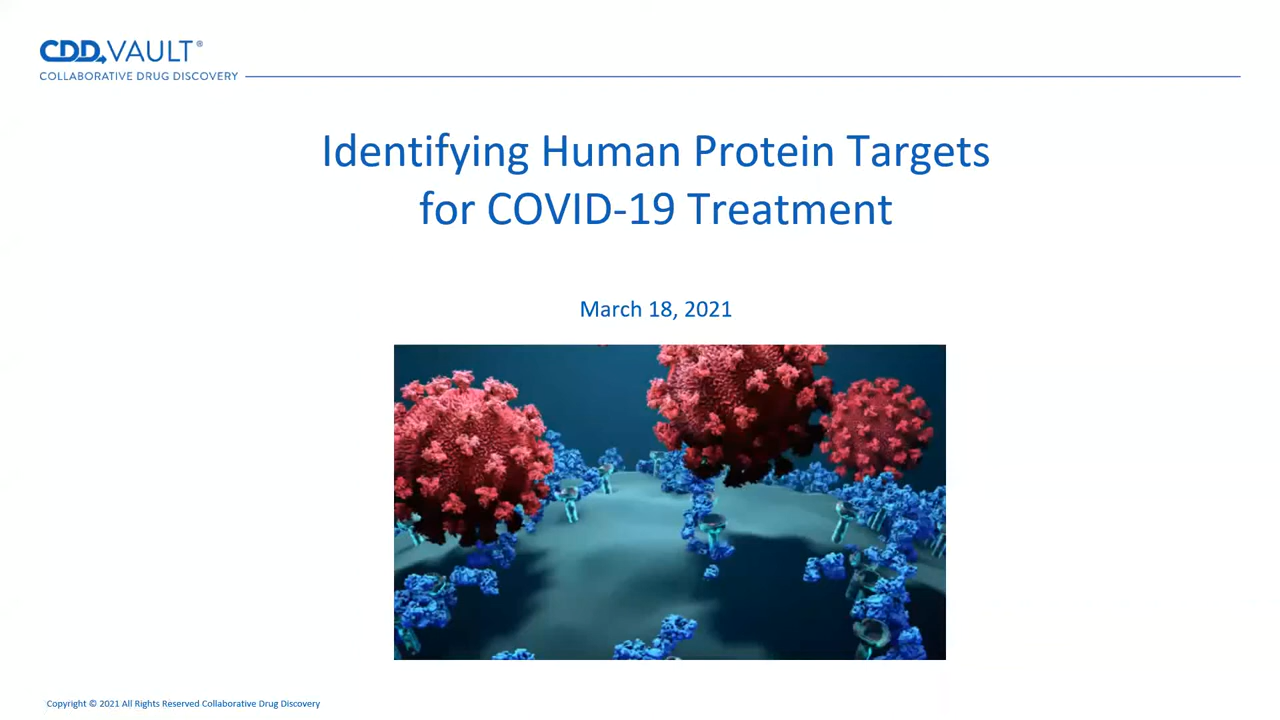 CDD VAULT®
COLLABORATIVE DRUG DISCOVERY
Identifying Human Protein Targets
for COVID-19 Treatment
March 18, 2021
Copyright © 2021 All Rights Reserved Collaborative Drug Discovery